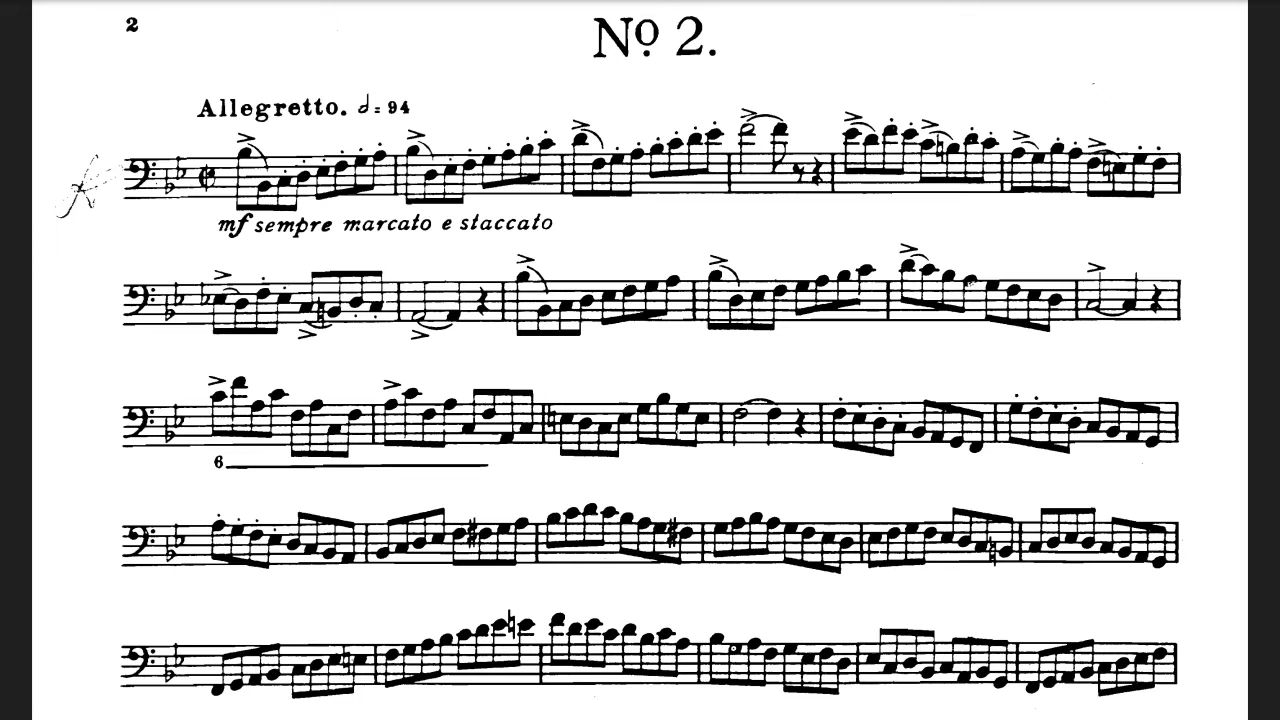 2
Nº 2.
Allegretto. 𝅗𝅥 = 94
mf sempre marcato e staccato
6